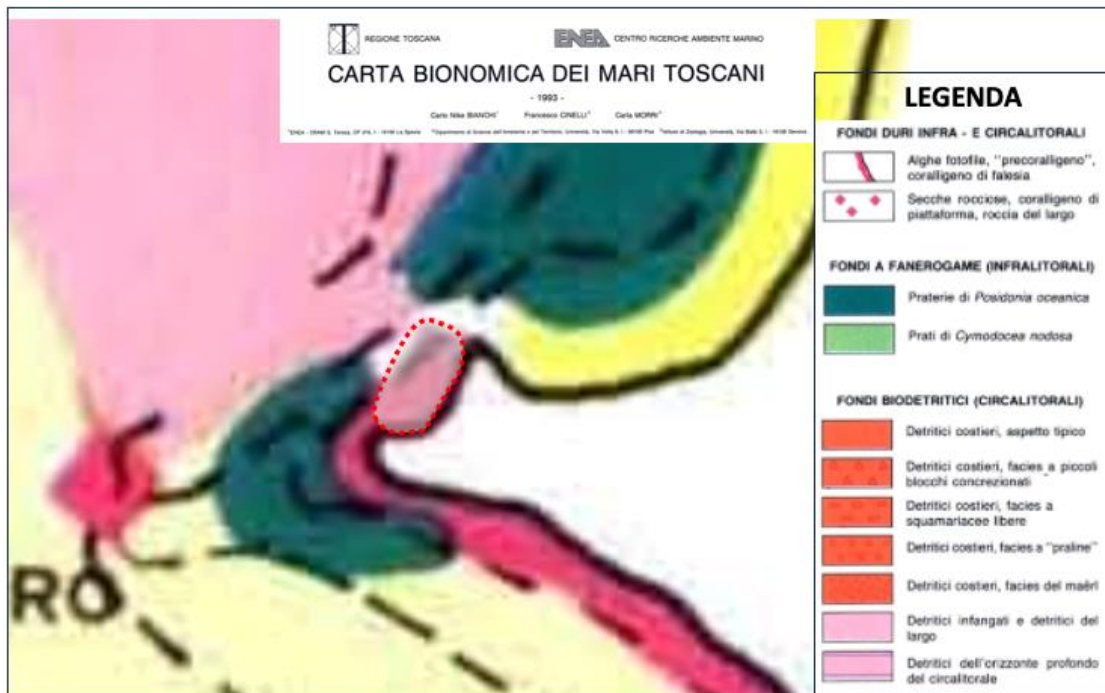 REGIONE TOSCANA
ENEA CENTRO RICERCHE AMBIENTE MARINO
CARTA BIONOMICA DEI MARI TOSCANI
- 1993 -
Carlo Nike BIANCHI Francesco CINELLI Carla MORRI
RO
LEGENDA
FONDI DURI INFRA - E CIRCALITORALI
Alghe fotofile, "precoralligeno",
coralligeno di falesia
Secche rocciose, coralligeno di
piattaforma, roccia del largo
FONDI A FANEROGAME (INFRALITORALI)
Praterie di Posidonia oceanica
Prati di Cymodocea nodosa
FONDI BIODETRITICI (CIRCALITORALI)
Detritici costieri, aspetto tipico
Detritici costieri, facies a piccoli
blocchi concrezionati
Detritici costieri, facies a
squamariacee libere
Detritici costieri, facies a "praline"
Detritici costieri, facies del maërl
Detritici infangati e detritici del
largo
Detritici dell'orizzonte profondo
del circalitorale